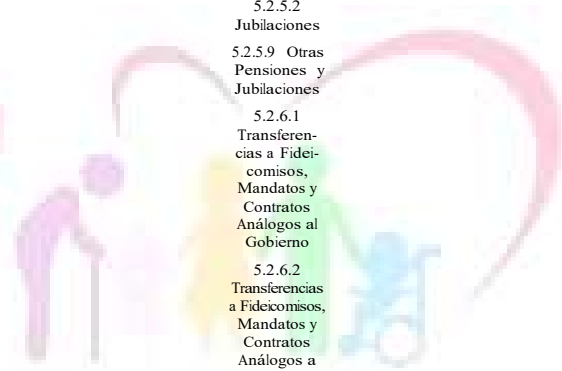 5.2.5.2
Jubilaciones
5.2.5.9 Otras
Pensiones y
Jubilaciones
5.2.6.1
Transferen-
cias a Fidei-
comisos,
Mandatos y
Contratos
Análogos al
Gobierno
5.2.6.2
Transferencias
a Fideicomisos,
Mandatos y
Contratos
Análogos a